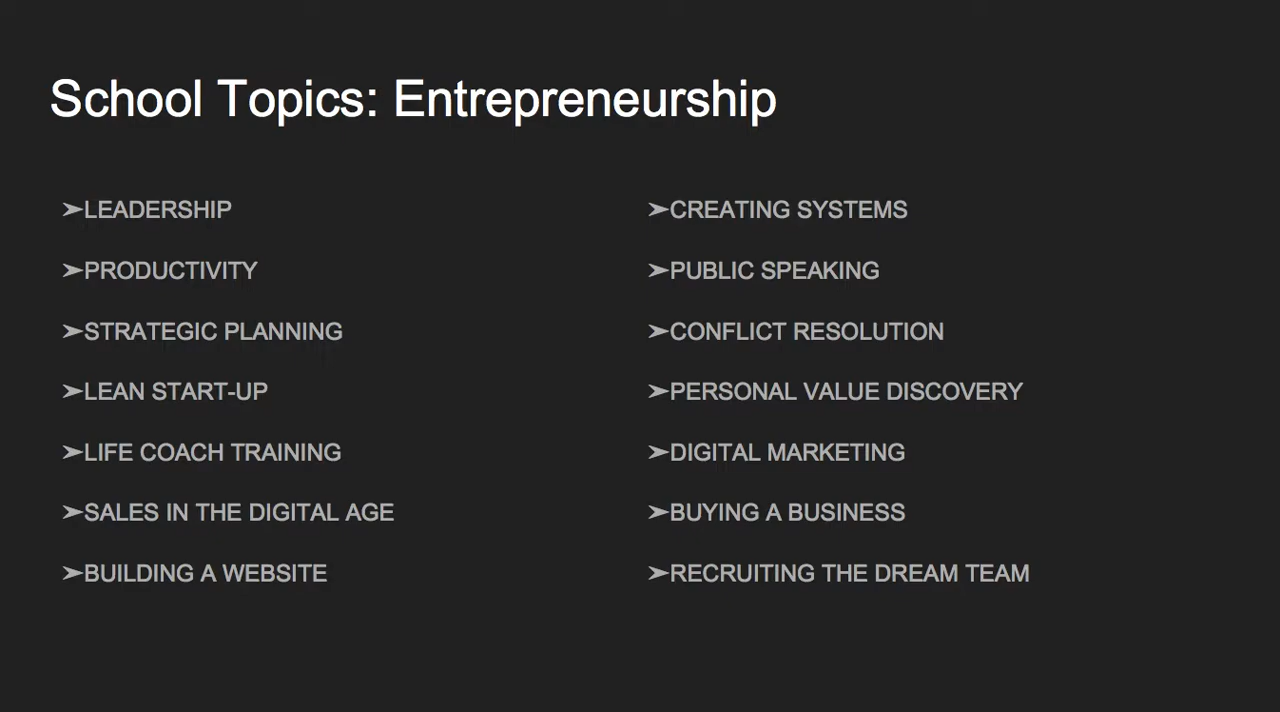 School Topics: Entrepreneurship
➢LEADERSHIP
➢PRODUCTIVITY
➢STRATEGIC PLANNING
➢LEAN START-UP
➢LIFE COACH TRAINING
➢SALES IN THE DIGITAL AGE
➢BUILDING A WEBSITE
➢CREATING SYSTEMS
➢PUBLIC SPEAKING
➢CONFLICT RESOLUTION
➢PERSONAL VALUE DISCOVERY
➢DIGITAL MARKETING
➢BUYING A BUSINESS
➢RECRUITING THE DREAM TEAM